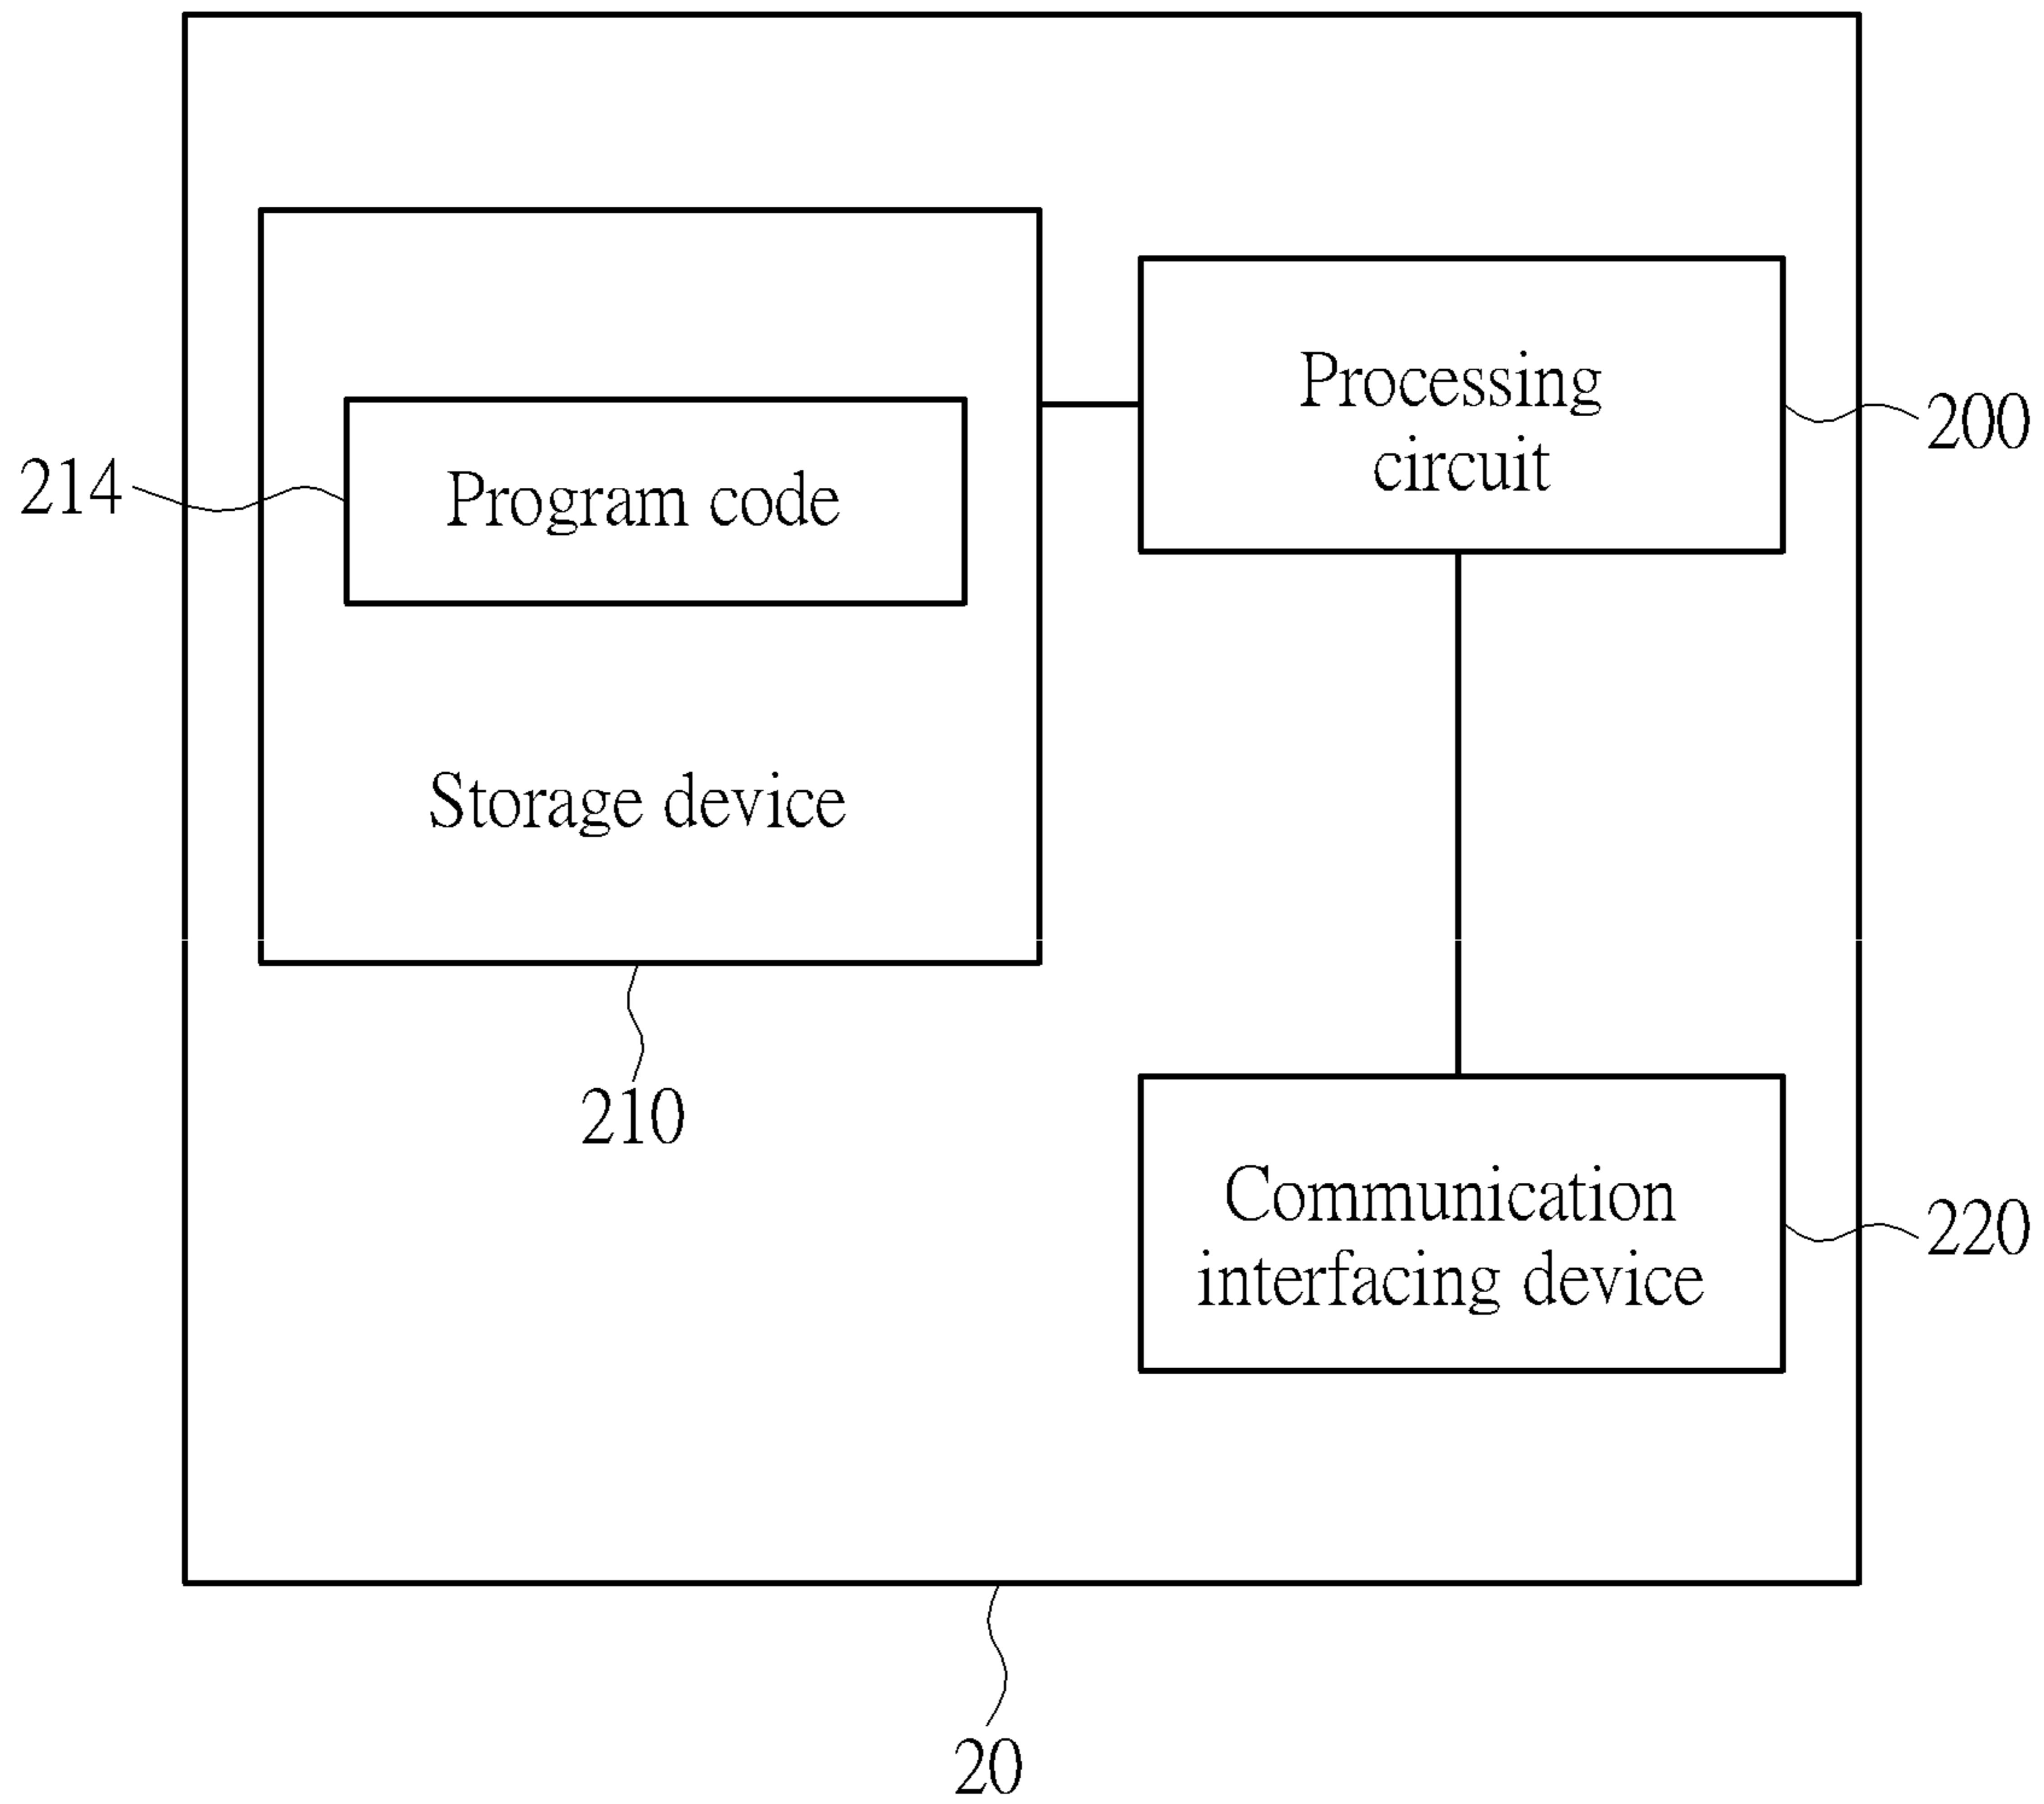 Processing
circuit
200
214
Program code
Storage device
210
Communication
interfacing device
220
20